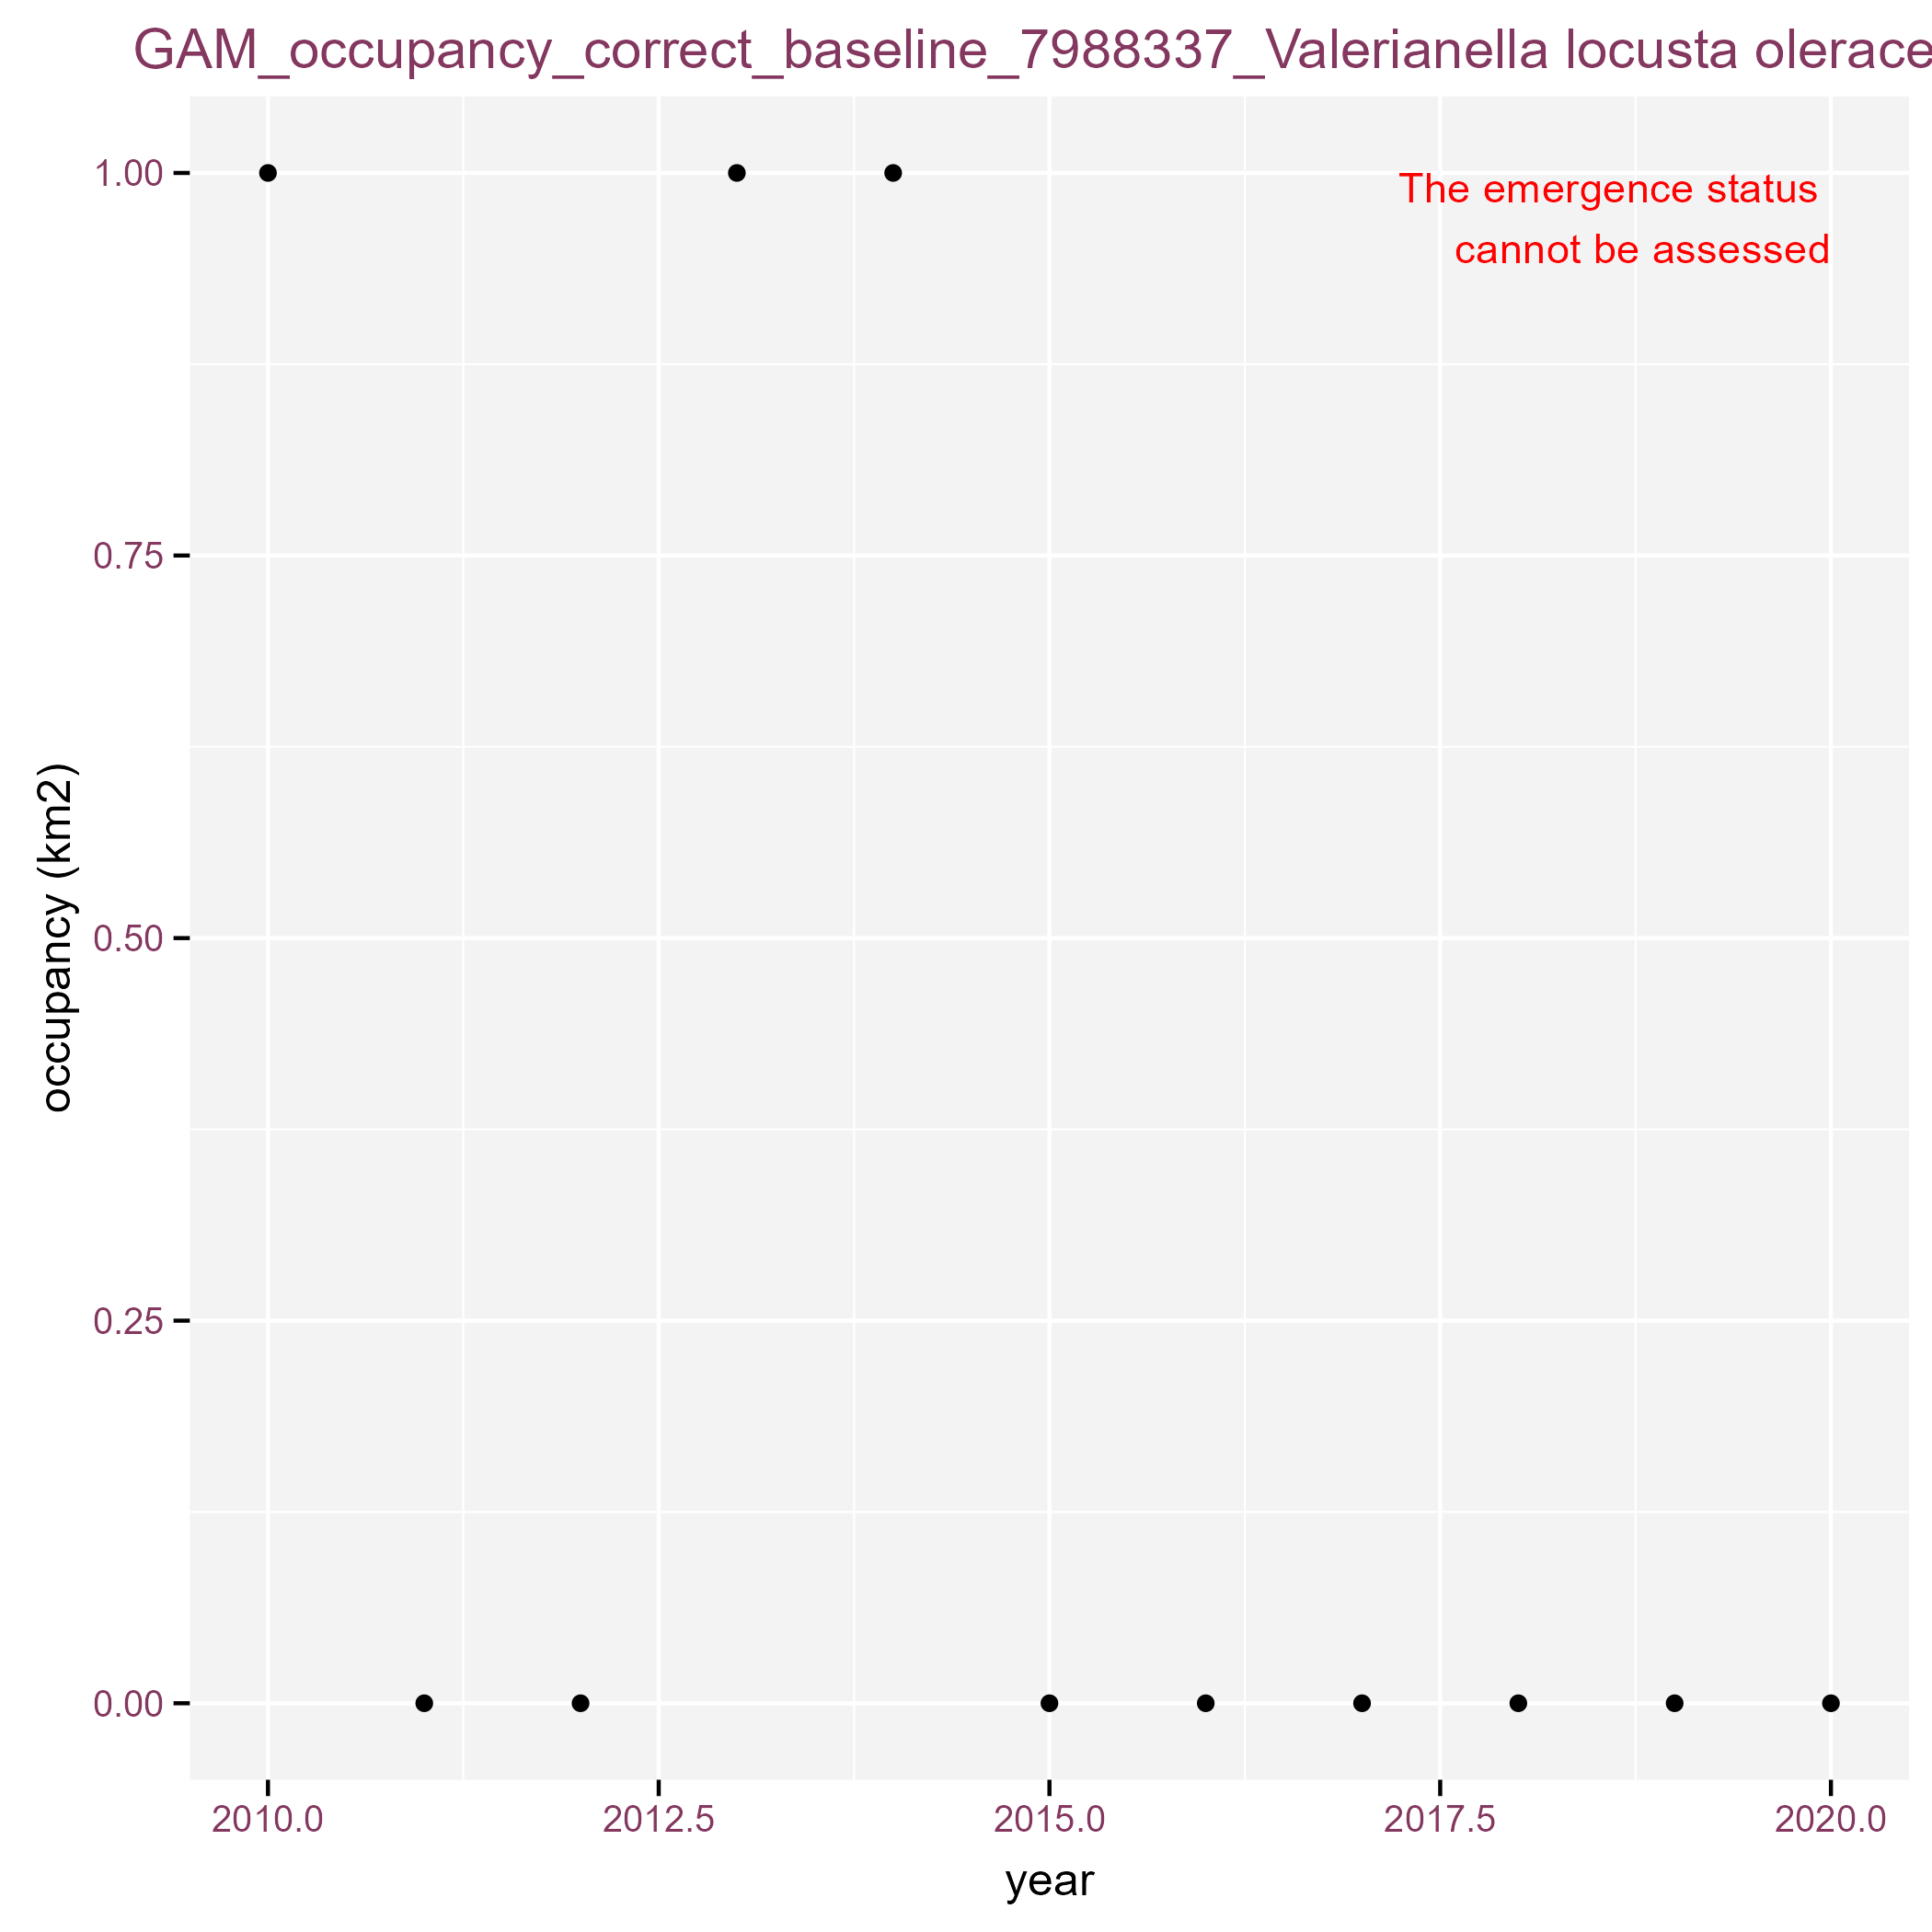 GAM_occupancy_correct_baseline_7988337_Valerianella locusta olerace
1.00
The emergence status
cannot be assessed
0.75
occupancy (km2)
0.50
0.25
0.00
2010.0 2012.5 2015.0 2017.5 2020.0
year